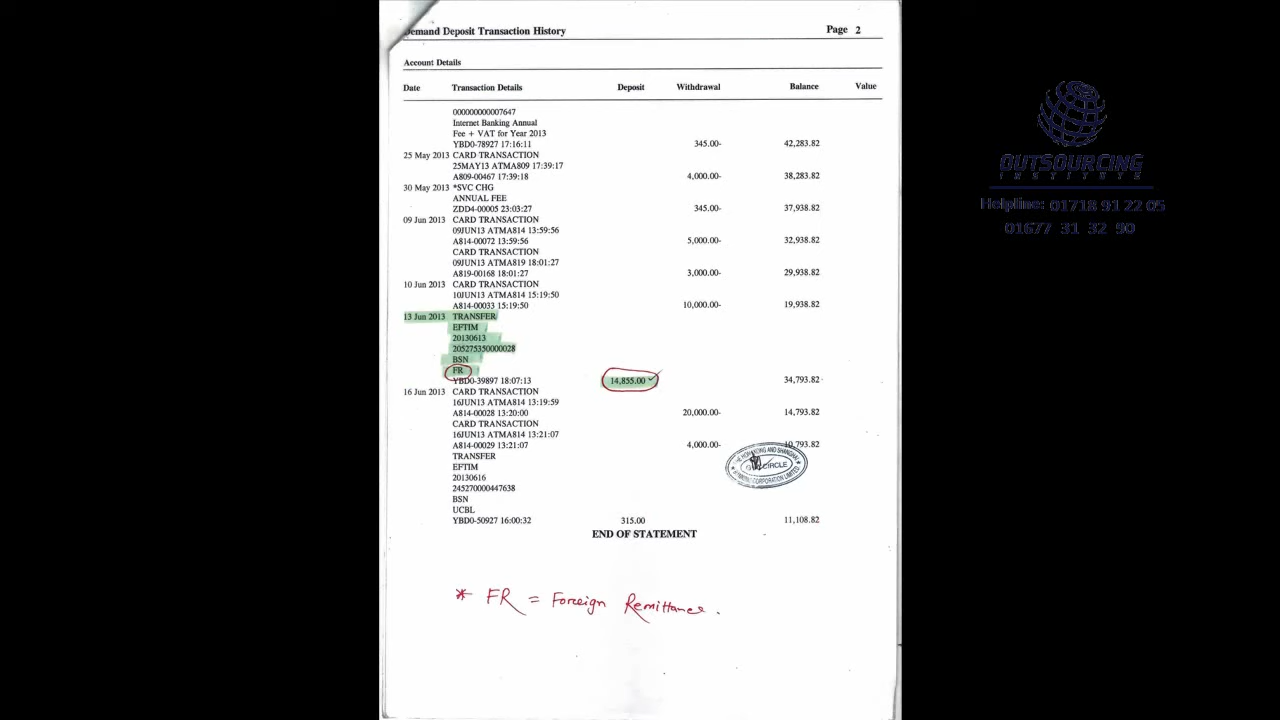 Demand Deposit Transaction History Page 2
Account Details
Date Transaction Details Deposit Withdrawal Balance Value
000000000007647
Internet Banking Annual
Fee + VAT for Year 2013
YBD0-78927 17:16:11 345.00- 42,283.82
25 May 2013 CARD TRANSACTION
25MAY13 ATMA809 17:39:17
A809-00467 17:39:18 4,000.00- 38,283.82
30 May 2013 *SVC CHG
ANNUAL FEE
ZDD4-00005 23:03:27 345.00- 37,938.82
09 Jun 2013 CARD TRANSACTION
09JUN13 ATMA814 13:59:56
A814-00072 13:59:56 5,000.00- 32,938.82
CARD TRANSACTION
09JUN13 ATMA819 18:01:27
A819-00168 18:01:27 3,000.00- 29,938.82
10 Jun 2013 CARD TRANSACTION
10JUN13 ATMA814 15:19:50
A814-00033 15:19:50 10,000.00- 19,938.82
13 Jun 2013 TRANSFER
EFTIM
20130613
205275350000028
BSN
FR
YBD0-39897 18:07:13 14,855.00 34,793.82
16 Jun 2013 CARD TRANSACTION
16JUN13 ATMA814 13:19:59
A814-00028 13:20:00 20,000.00- 14,793.82
CARD TRANSACTION
16JUN13 ATMA814 13:21:07
A814-00029 13:21:07 4,000.00- 10,793.82
TRANSFER
EFTIM
20130616
245270000447638
BSN
UCBL
YBD0-50927 16:00:32 315.00 11,108.82
END OF STATEMENT
* FR = Foreign Remittance.
CIRCLE
OUTSOURCING
INSTITUTE
Helpline: 01718 91 22 05
01677 31 32 90